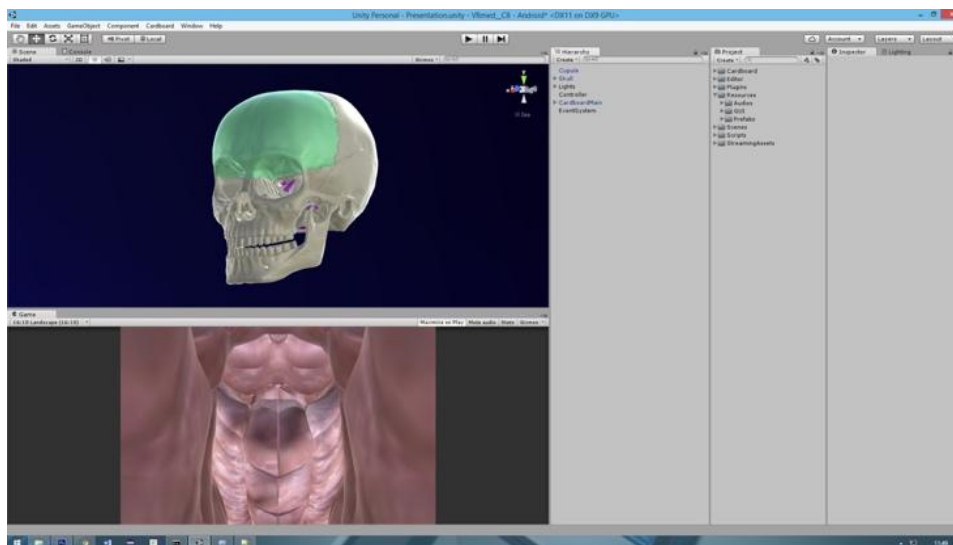 Unity Personal - Presentation.unity - VRmed_C8 - Android* <DX11 on DX9 GPU>
File Edit Assets GameObject Component Cardboard Window Help
Pivot Local
Account Layers Layout
Scene Console
Shaded 2D Gizmos
Hierarchy
Create
Cupula
Skull
Lights
Controller
CardboardMain
EventSystem
Project
Create
Cardboard
Editor
Plugins
Resources
Audios
GUI
Prefabs
Scenes
Scripts
StreamingAssets
Inspector Lighting
Game
16:10 Landscape (16:10) Maximize on Play Mute audio Stats Gizmos